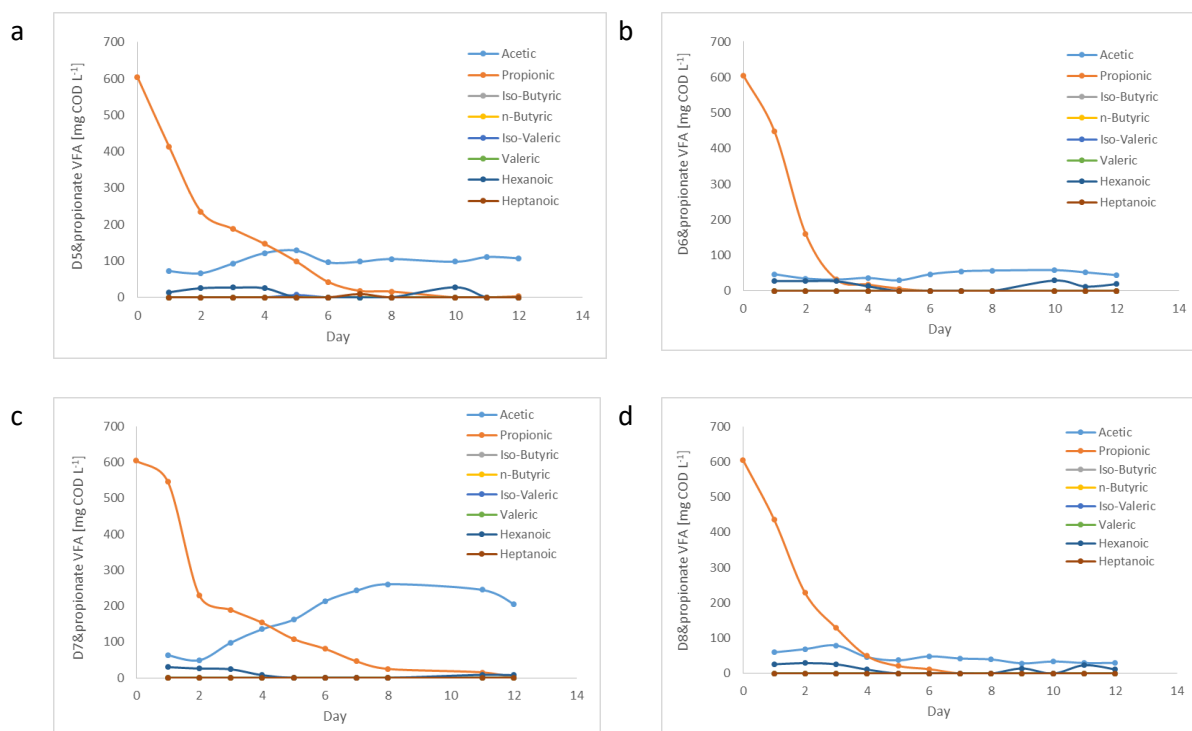 a
D5&propionate VFA [mg COD L-1]
700
600
500
400
300
200
100
0
0 2 4 6 8 10 12 14
Day
Acetic
Propionic
Iso-Butyric
n-Butyric
Iso-Valeric
Valeric
Hexanoic
Heptanoic
b
D6&propionate VFA [mg COD L-1]
700
600
500
400
300
200
100
0
0 2 4 6 8 10 12 14
Day
Acetic
Propionic
Iso-Butyric
n-Butyric
Iso-Valeric
Valeric
Hexanoic
Heptanoic
c
D7&propionate VFA [mg COD L-1]
700
600
500
400
300
200
100
0
0 2 4 6 8 10 12 14
Day
Acetic
Propionic
Iso-Butyric
n-Butyric
Iso-Valeric
Valeric
Hexanoic
Heptanoic
d
D8&propionate VFA [mg COD L-1]
700
600
500
400
300
200
100
0
0 2 4 6 8 10 12 14
Day
Acetic
Propionic
Iso-Butyric
n-Butyric
Iso-Valeric
Valeric
Hexanoic
Heptanoic